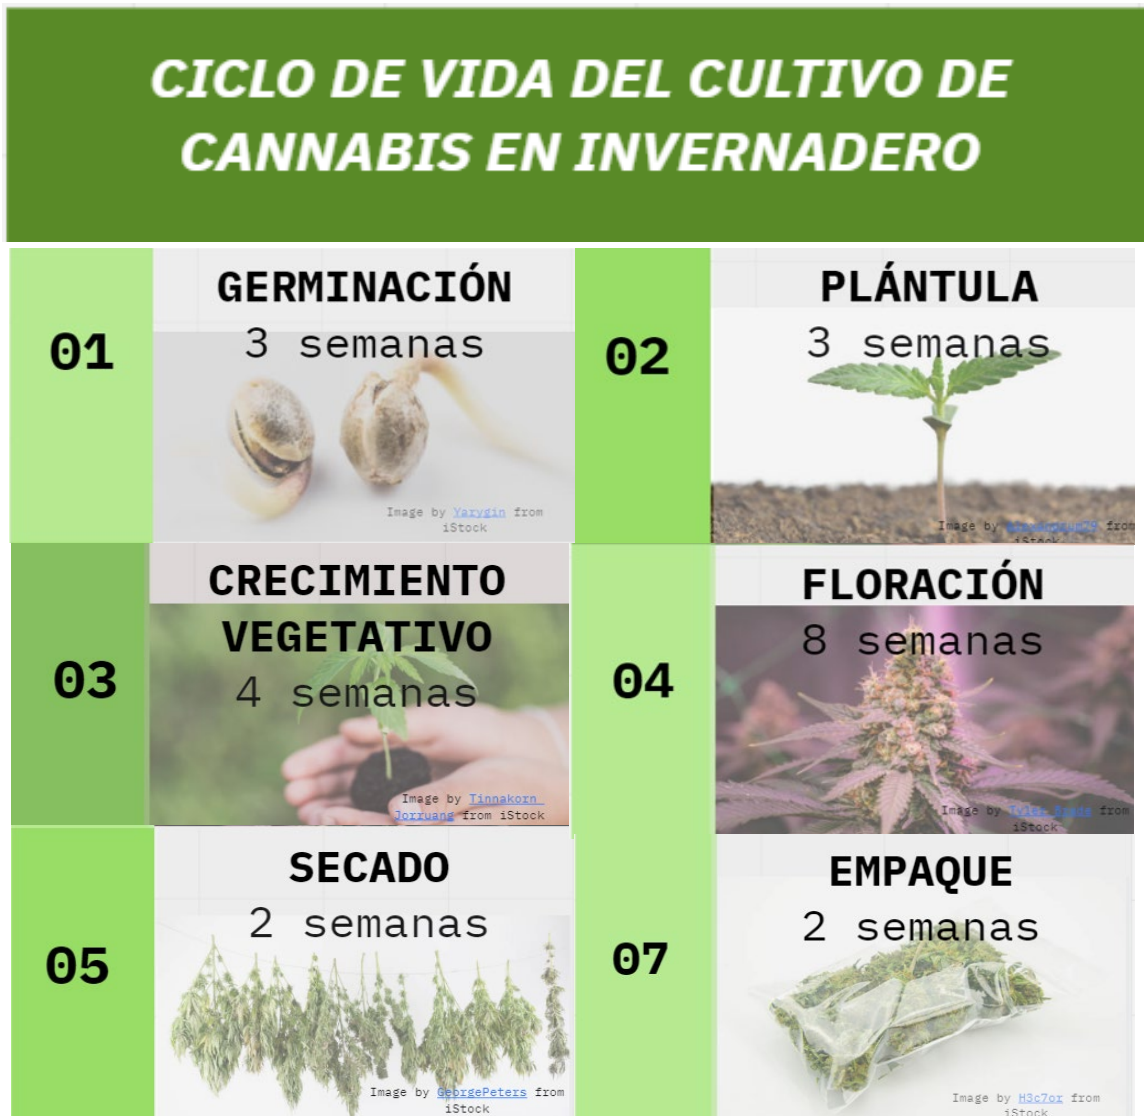 CICLO DE VIDA DEL CULTIVO DE
CANNABIS EN INVERNADERO
01
GERMINACIÓN
3 semanas
Image by Yarygin from
iStock
02
PLÁNTULA
3 semanas
Image by from
iStock
03
CRECIMIENTO
VEGETATIVO
4 semanas
Image by Tinnakorn
Jorruang from iStock
04
FLORACIÓN
8 semanas
Image by Tyler from
iStock
05
SECADO
2 semanas
Image by GeorgePeters from
iStock
07
EMPAQUE
2 semanas
Image by H3c7or from
iStock